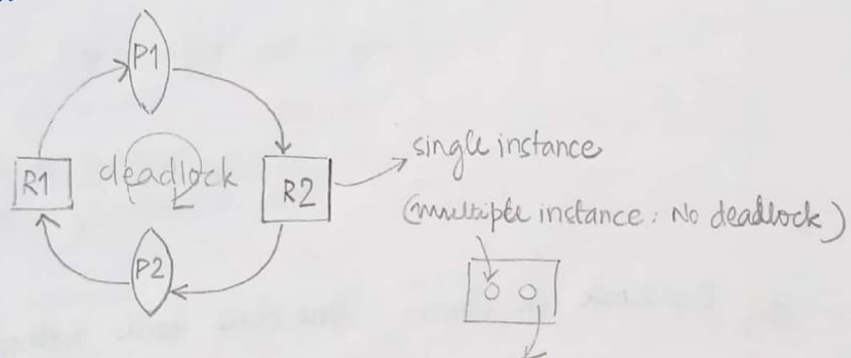 P1
single instance
R1
deadlock
R2
(multiple instance : No deadlock)
P2